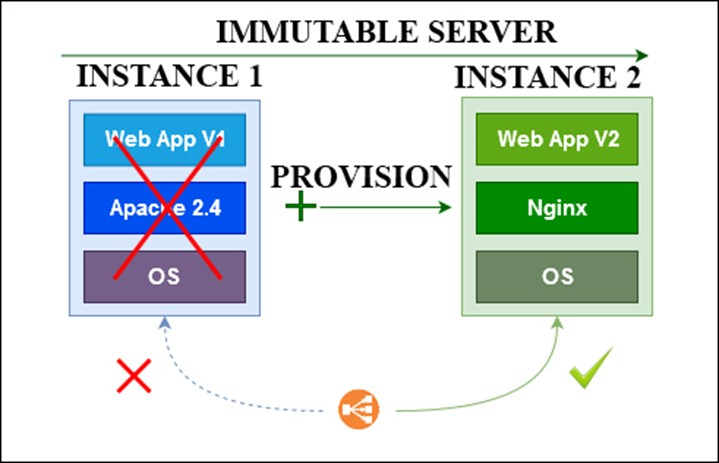 IMMUTABLE SERVER
INSTANCE 1
INSTANCE 2
Web App V1
Web App V2
PROVISION
Apache 2.4
Nginx
OS
OS